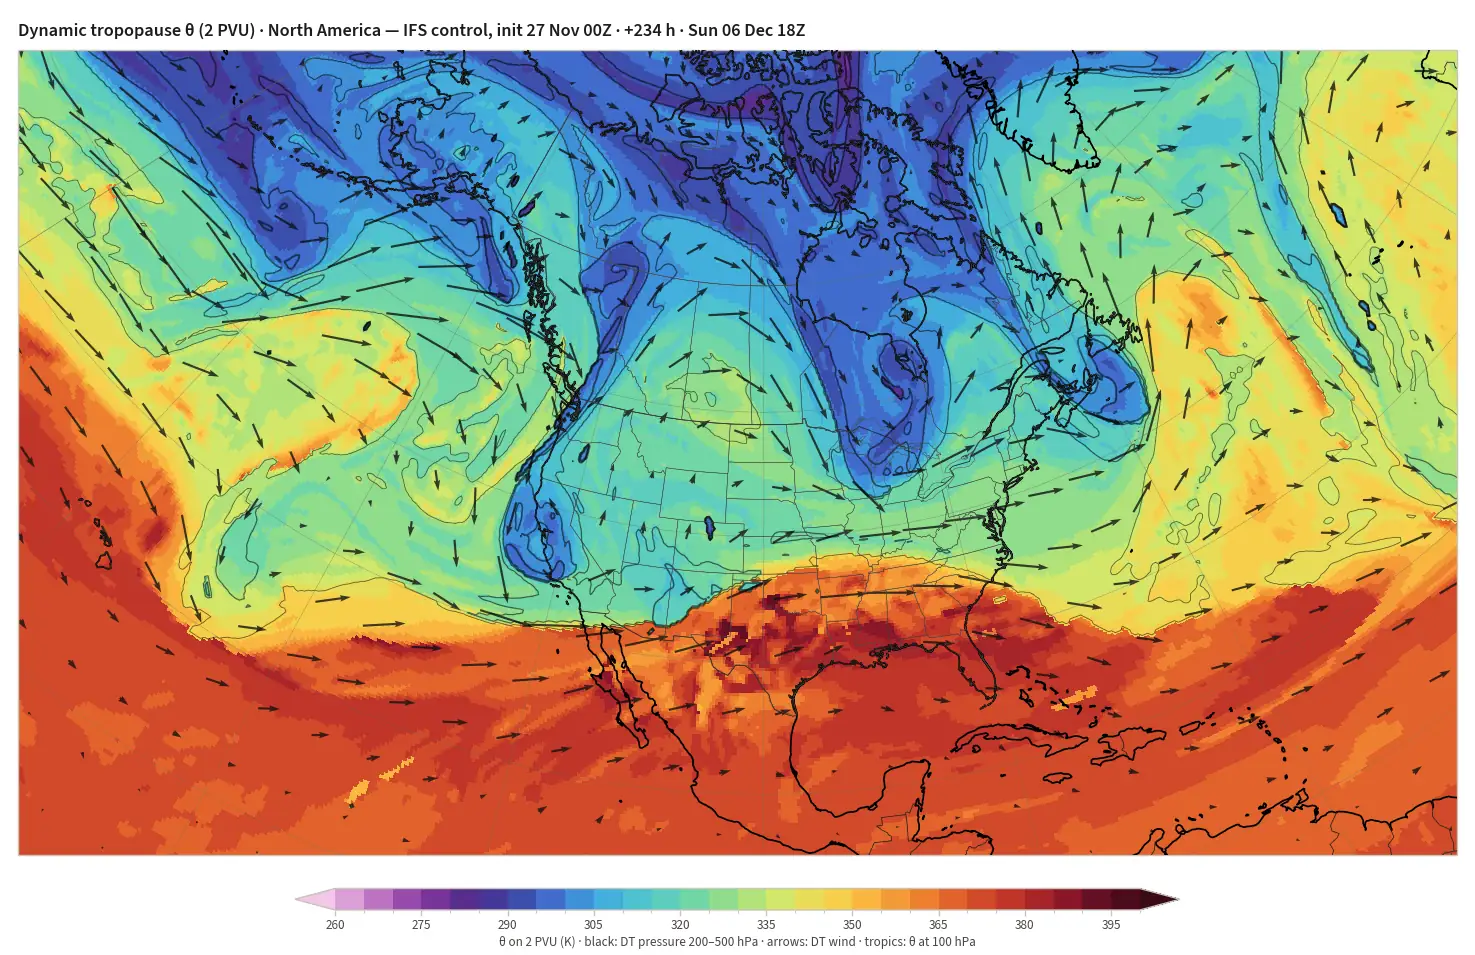 Dynamic tropopause θ (2 PVU) · North America — IFS control, init 27 Nov 00Z · +234 h · Sun 06 Dec 18Z
260 275 290 305 320 335 350 365 380 395
θ on 2 PVU (K) · black: DT pressure 200–500 hPa · arrows: DT wind · tropics: θ at 100 hPa